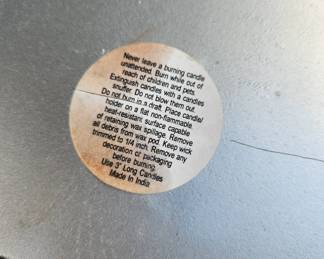 Never leave a burning candle
unattended. Burn while out of
reach of children and pets.
Extinguish candles with a candles
snuffer. Do not blow them out.
Do not burn in a draft. Place candle/
holder on a flat non-flammable,
heat-resistant surface capable
of retaining wax spillage. Remove
all debris from wax pod. Keep wick
trimmed to 1/4 inch. Remove any
decoration or packaging
before burning.
Use 3" Long Candles
Made In India